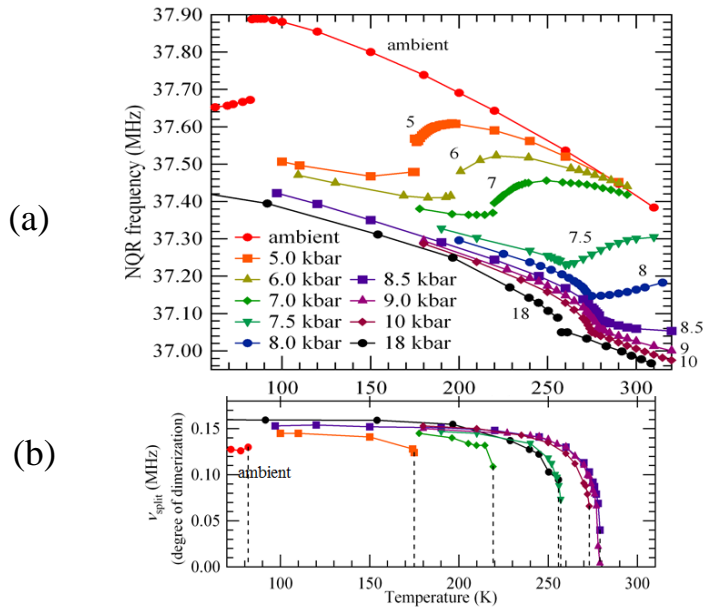 (a)
NQR frequency (MHz)
37.90
37.80
37.70
37.60
37.50
37.40
37.30
37.20
37.10
37.00
ambient
5
6
7
7.5
8
18
8.5
9
10
ambient
5.0 kbar
6.0 kbar
7.0 kbar
7.5 kbar
8.0 kbar
8.5 kbar
9.0 kbar
10 kbar
18 kbar
100 150 200 250 300
(b)
νsplit (MHz)
(degree of dimerization)
0.15
0.10
0.05
0.00
ambient
100 150 200 250 300
Temperature (K)